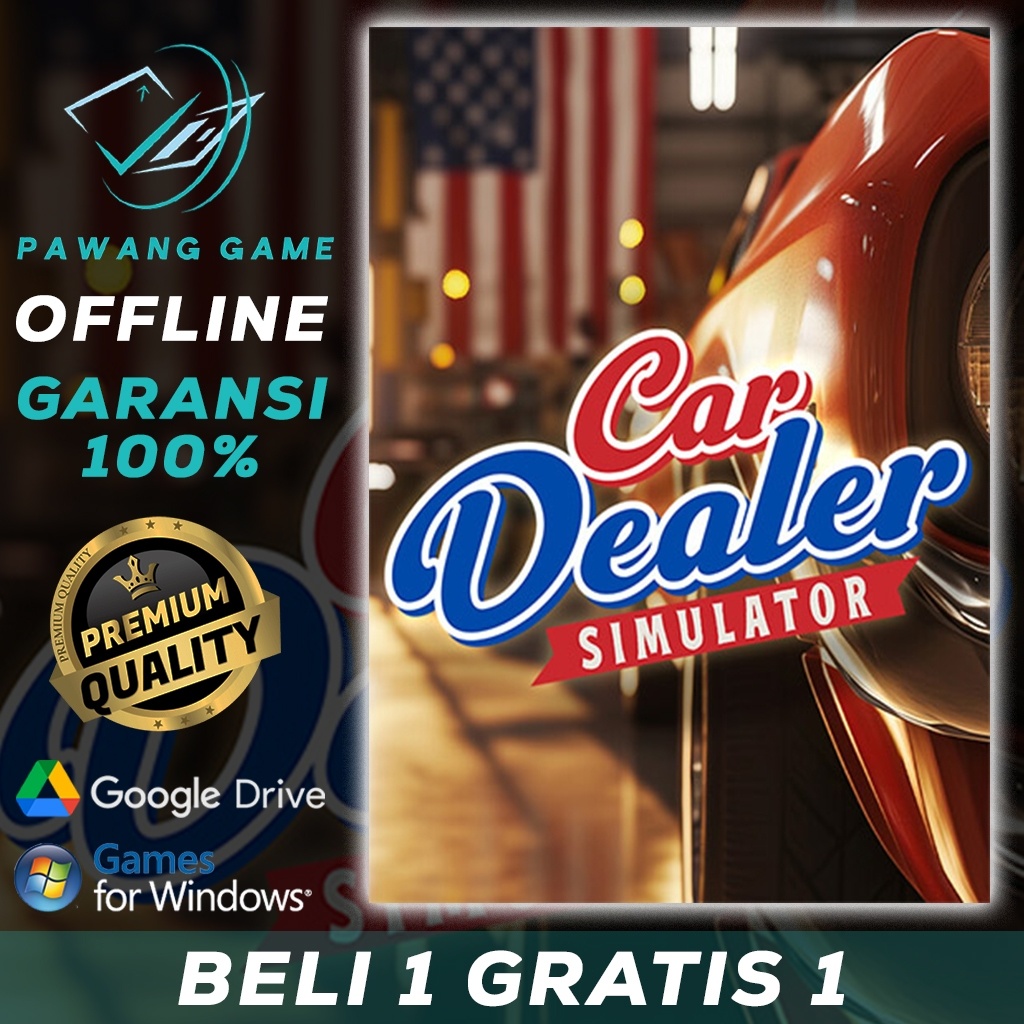 PAWANG GAME
OFFLINE
GARANSI
100%
PREMIUM QUALITY
PREMIUM
QUALITY
Google Drive
Games
for Windows®
Car
Dealer
SIMULATOR
BELI 1 GRATIS 1